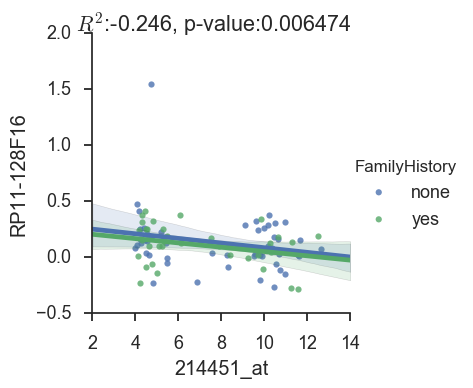 R²:-0.246, p-value:0.006474
2.0
1.5
1.0
0.5
0.0
−0.5
RP11-128F16
2 4 6 8 10 12 14
214451_at
FamilyHistory
none
yes